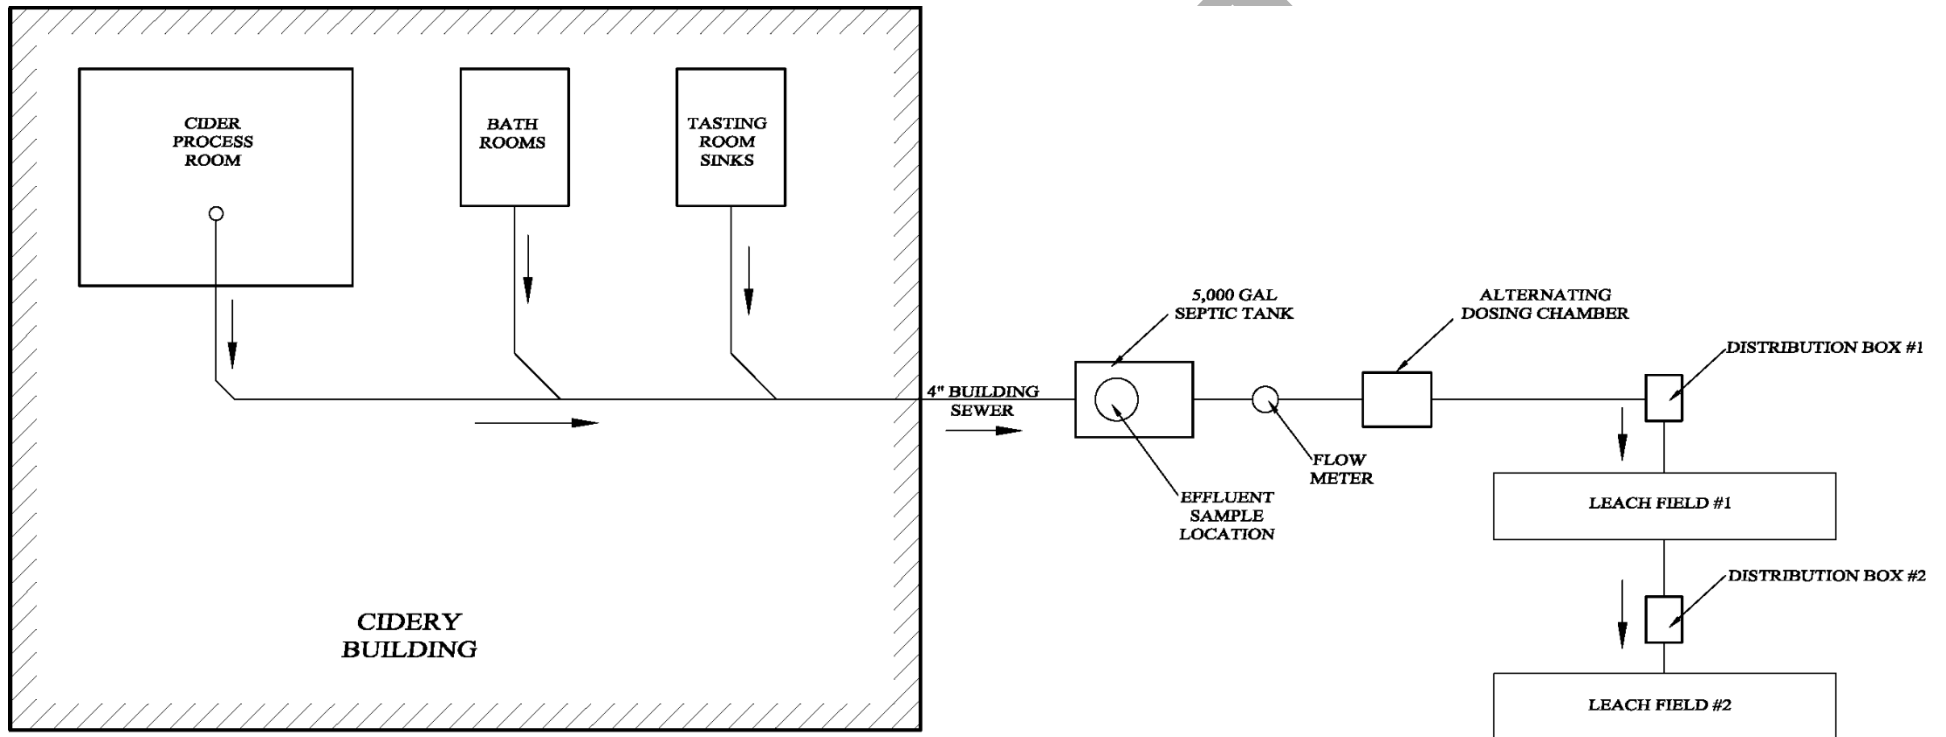 CIDER
PROCESS
ROOM
BATH
ROOMS
TASTING
ROOM
SINKS
5,000 GAL
SEPTIC TANK
ALTERNATING
DOSING CHAMBER
DISTRIBUTION BOX #1
4" BUILDING
SEWER
FLOW
METER
EFFLUENT
SAMPLE
LOCATION
LEACH FIELD #1
DISTRIBUTION BOX #2
CIDERY
BUILDING
LEACH FIELD #2